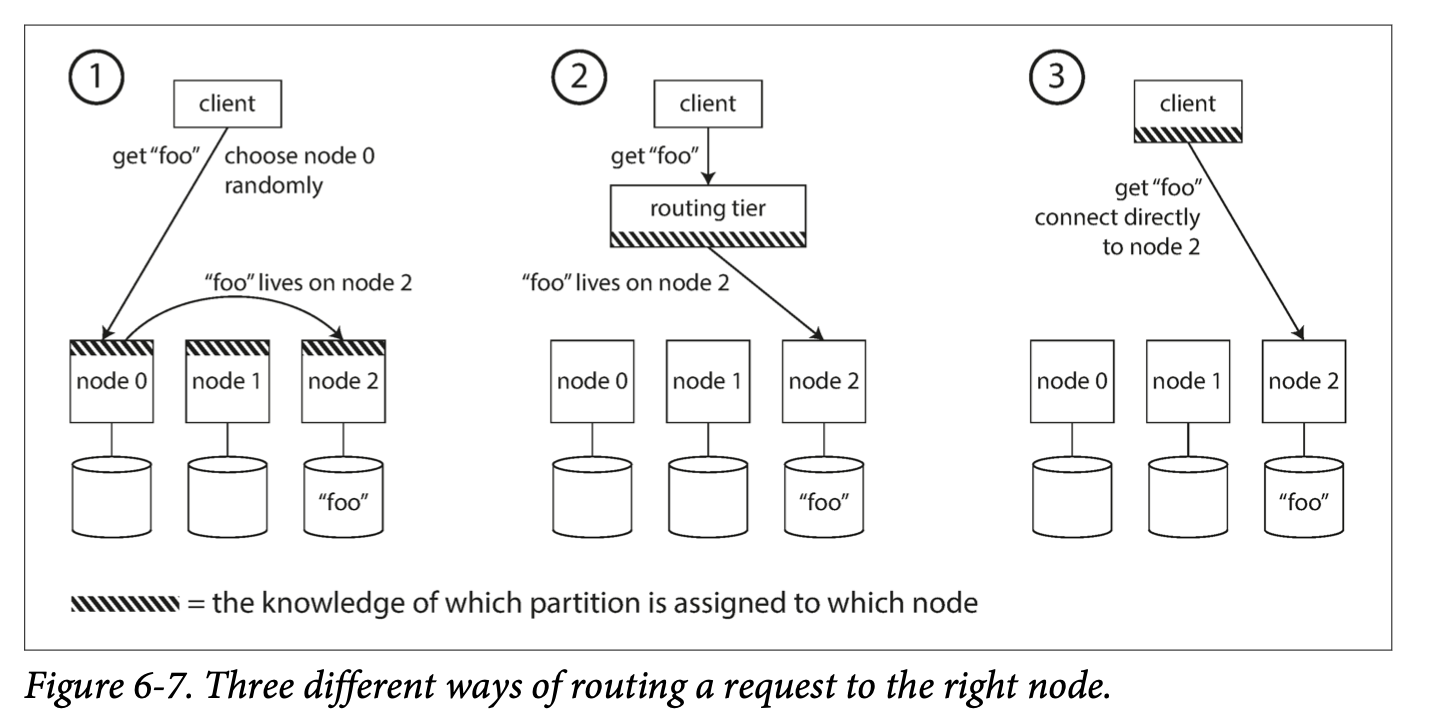 1
client
get “foo”
choose node 0
randomly
“foo” lives on node 2
node 0
node 1
node 2
“foo”
2
client
get “foo”
routing tier
“foo” lives on node 2
node 0
node 1
node 2
“foo”
3
client
get “foo”
connect directly
to node 2
node 0
node 1
node 2
“foo”
= the knowledge of which partition is assigned to which node
Figure 6-7. Three different ways of routing a request to the right node.